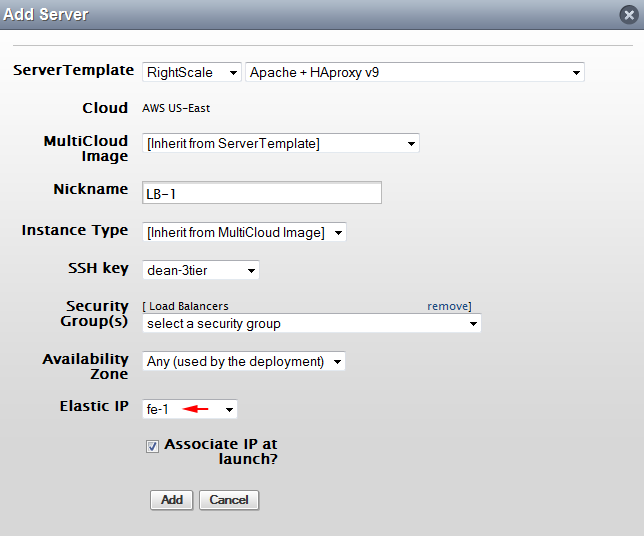 Add Server
ServerTemplate RightScale Apache + HAproxy v9
Cloud AWS US-East
MultiCloud [Inherit from ServerTemplate]
Image
Nickname LB-1
Instance Type [Inherit from MultiCloud Image]
SSH key dean-3tier
Security [ Load Balancers remove]
Group(s) select a security group
Availability Any (used by the deployment)
Zone
Elastic IP fe-1
Associate IP at
launch?
Add Cancel